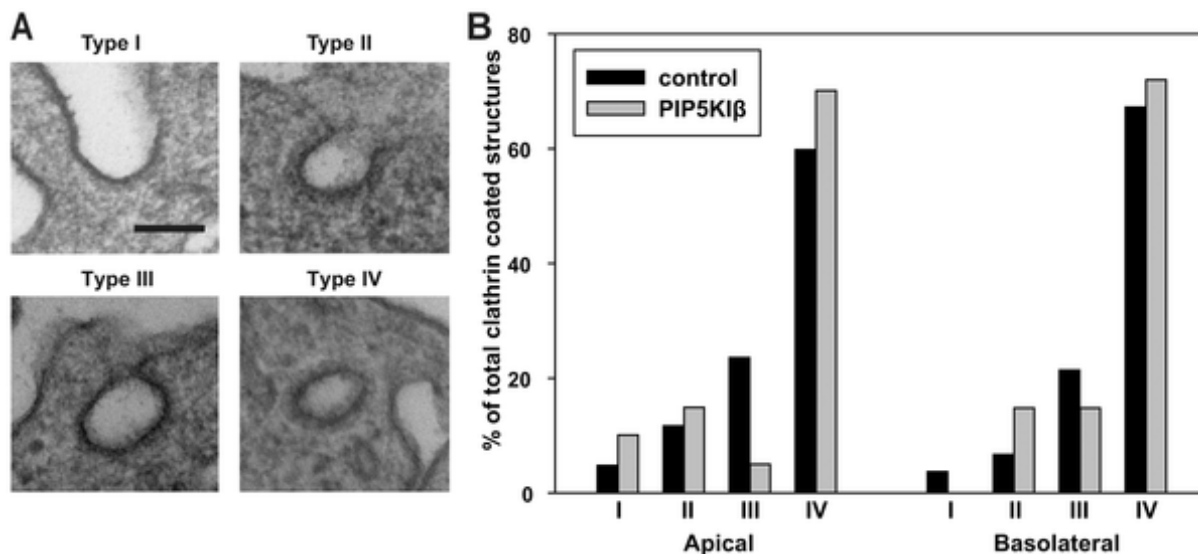 A
Type I
Type II
Type III
Type IV
B
% of total clathrin coated structures
80
60
40
20
0
control
PIP5KIβ
I II III IV
Apical
I II III IV
Basolateral